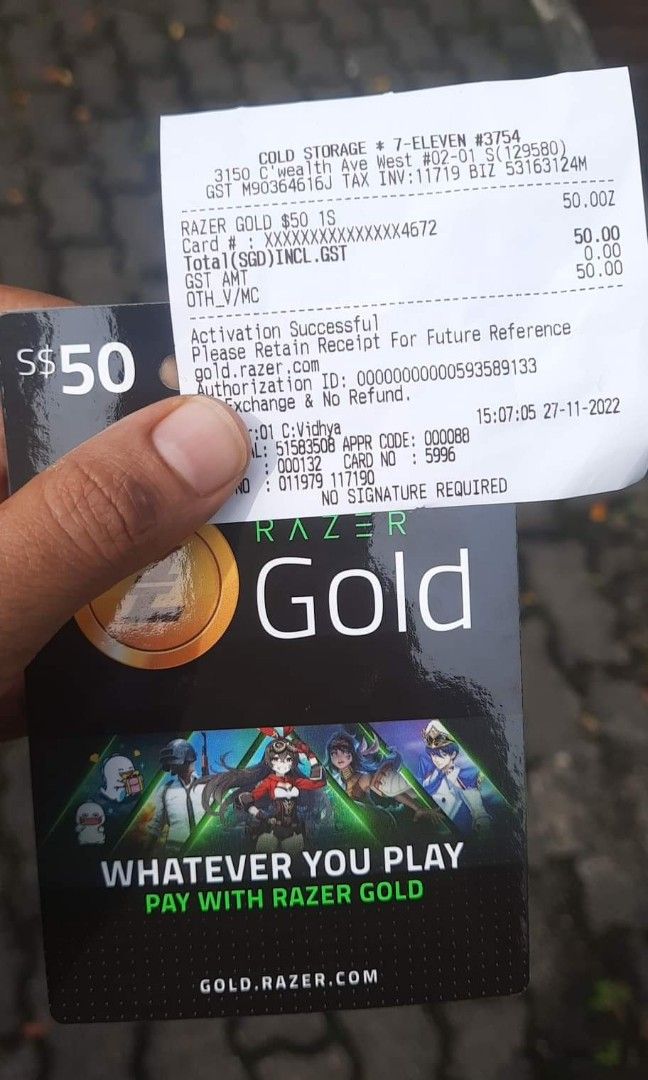 COLD STORAGE * 7-ELEVEN #3754
3150 C'wealth Ave West #02-01 S(129580)
GST M90364616J TAX INV:11719 BIZ 53163124M
RAZER GOLD $50 1S 50.00Z
Card # : XXXXXXXXXXXXXXX4672
Total(SGD)INCL.GST 50.00
GST AMT 0.00
OTH_V/MC 50.00
Activation Successful
Please Retain Receipt For Future Reference
gold.razer.com
Authorization ID: 00000000000593589133
Exchange & No Refund.
:01 C:Vidhya 15:07:05 27-11-2022
AL: 51583508 APPR CODE: 000088
: 000132 CARD NO : 5996
NO : 011979 117190
NO SIGNATURE REQUIRED
S$50
RAZER
Gold
WHATEVER YOU PLAY
PAY WITH RAZER GOLD
GOLD.RAZER.COM